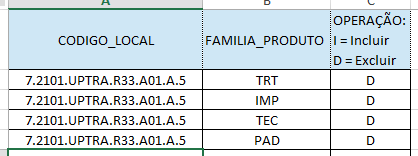 A B C
CODIGO_LOCAL FAMILIA_PRODUTO OPERAÇÃO:
I = Incluir
D = Excluir
7.2101.UPTRA.R33.A01.A.5 TRT D
7.2101.UPTRA.R33.A01.A.5 IMP D
7.2101.UPTRA.R33.A01.A.5 TEC D
7.2101.UPTRA.R33.A01.A.5 PAD D